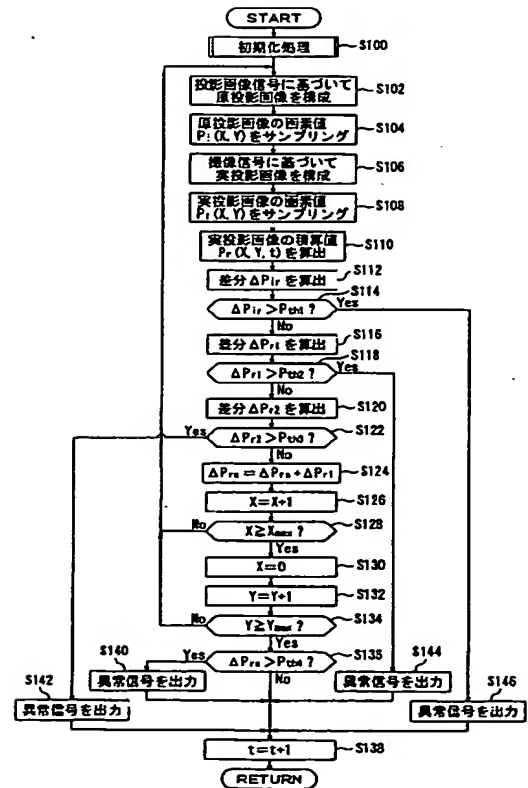 START
初期化処理
S100
投影画像信号に基づいて
原投影画像を構成
S102
原投影画像の画素値
Pi(X,Y)をサンプリング
S104
撮像信号に基づいて
実投影画像を構成
S106
実投影画像の画素値
S108
実投影画像の積算値
Pr(X,Y,t)を算出
S110
差分ΔPirを算出
S112
ΔPir>Pth1?
S114
Yes
No
差分ΔPr1を算出
S116
ΔPr1>Pth2?
S118
Yes
No
差分ΔPr2を算出
S120
Yes
ΔPr2>Pth3?
S122
No
ΔPrs=ΔPrs+ΔPr1
S124
X=X+1
S126
No
X≥Xmax?
S128
Yes
X=0
S130
Y=Y+1
S132
No
Y≥Ymax?
S134
Yes
S140
Yes
ΔPrs>Pth4?
S135
S144
S142
異常信号を出力
No
異常信号を出力
S146
異常信号を出力
異常信号を出力
t=t+1
S138
RETURN